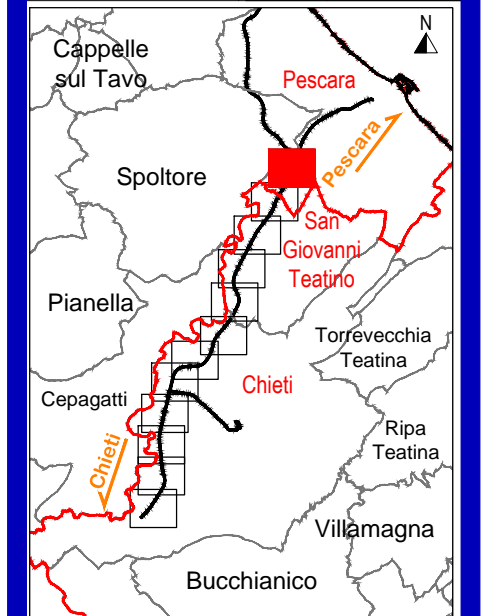 N
Cappelle
sul Tavo
Pescara
Pescara
Spoltore
San
Giovanni
Teatino
Pianella
Torrevecchia
Teatina
Chieti
Cepagatti
Ripa
Teatina
Chieti
Villamagna
Bucchianico